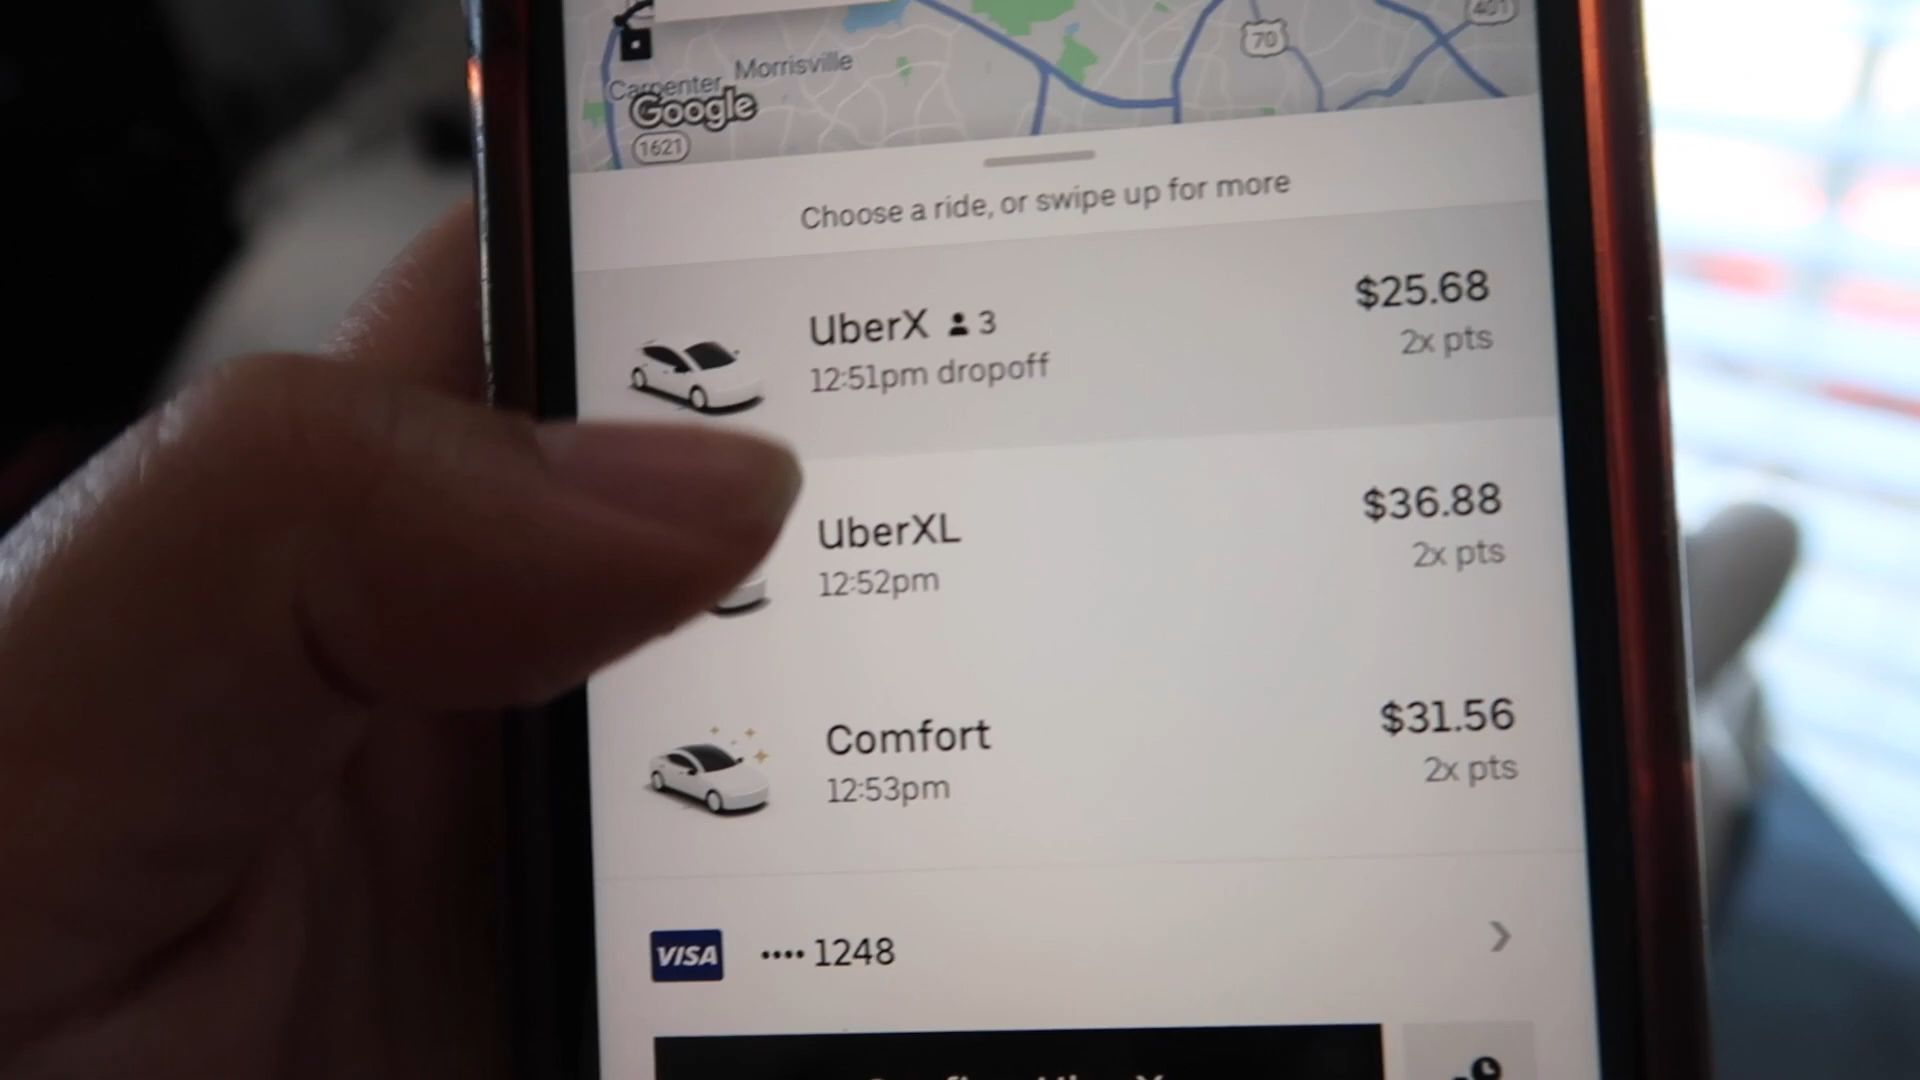 401
70
Morrisville
Carpenter
Google
1621
Choose a ride, or swipe up for more
UberX 3
$25.68
12:51pm dropoff
2x pts
UberXL
$36.88
12:52pm
2x pts
Comfort
$31.56
12:53pm
2x pts
VISA •••• 1248